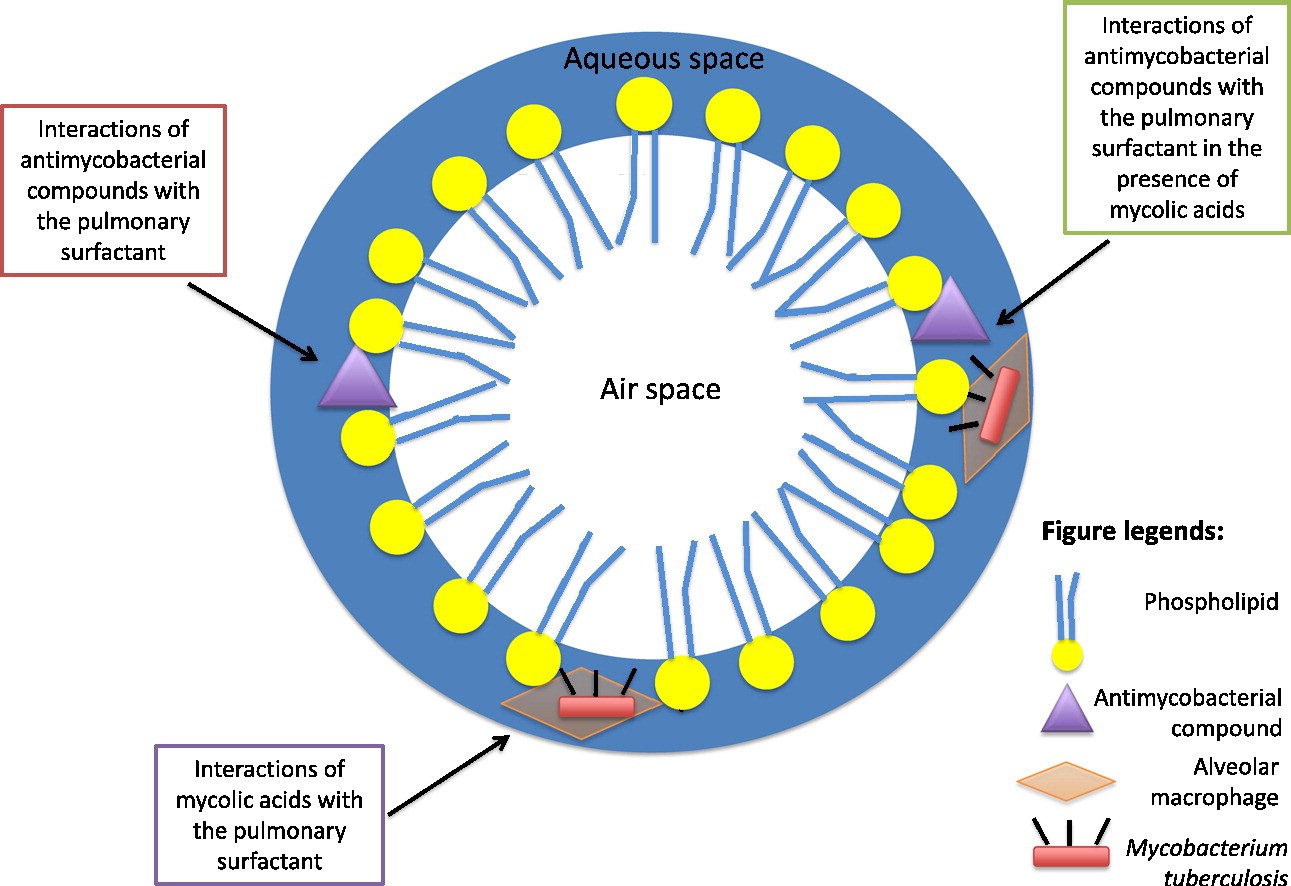 Aqueous space
Interactions of
antimycobacterial
compounds with
the pulmonary
surfactant
Interactions of
antimycobacterial
compounds with
the pulmonary
surfactant in the
presence of
mycolic acids
Air space
Interactions of
mycolic acids with
the pulmonary
surfactant
Figure legends:
Phospholipid
Antimycobacterial
compound
Alveolar
macrophage
Mycobacterium
tuberculosis